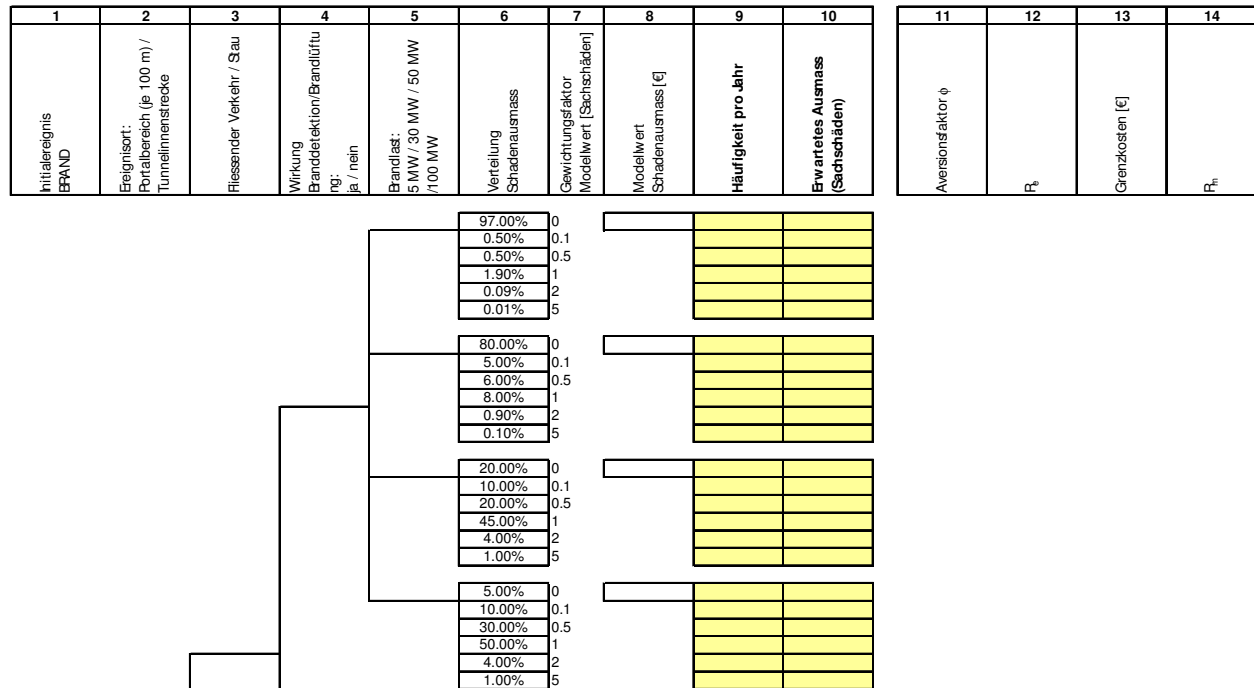 1 2 3 4 5 6 7 8 9 10 11 12 13 14
Initialereignis
BRAND
Ereignisort:
Portalbereich (je 100 m) /
Tunnelinnenstrecke
Fliessender Verkehr / Stau
Wirkung
Branddetektion/Brandlüftu
ng:
ja / nein
Brandlast:
5 MW / 30 MW / 50 MW
/100 MW
Verteilung
Schadenausmass
Gewichtungsfaktor
Modellwert [Sachschäden]
Modellwert
Schadenausmass [€]
Häufigkeit pro Jahr
Erwartetes Ausmass
(Sachschäden)
Aversionsfaktor φ
Re
Grenzkosten [€]
Rm
97.00% 0
0.50% 0.1
0.50% 0.5
1.90% 1
0.09% 2
0.01% 5
80.00% 0
5.00% 0.1
6.00% 0.5
8.00% 1
0.90% 2
0.10% 5
20.00% 0
10.00% 0.1
20.00% 0.5
45.00% 1
4.00% 2
1.00% 5
5.00% 0
10.00% 0.1
30.00% 0.5
50.00% 1
4.00% 2
1.00% 5